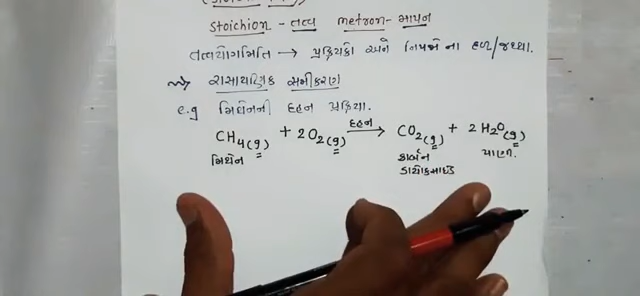 Stoichion - તત્વ metron - માપન
તત્વયોગમિતિ → પ્રક્રિયકો અને નિપજો ના દળ/જથ્થા.
રાસાયણિક સમીકરણ
e.g મિથેનની દહન પ્રક્રિયા.
CH₄(g) + 2O₂(g) દહન → CO₂(g) + 2H₂O(g)
મિથેન કાર્બન ડાયોકસાઈડ પાણી.